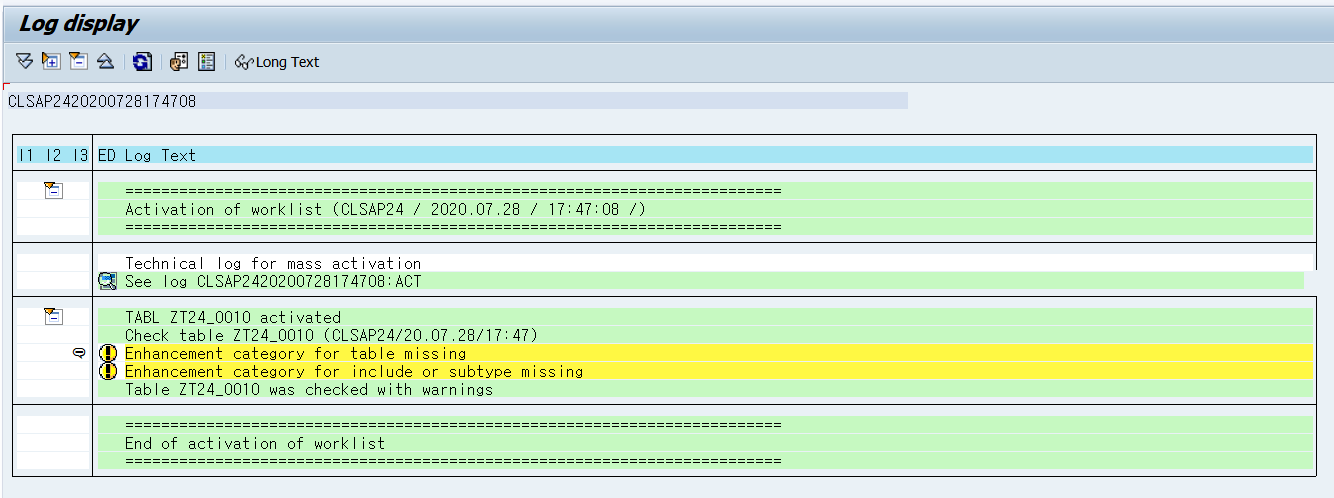 Log display
Long Text
CLSAP2420200728174708
I1 I2 I3 ED Log Text
=========================================================================
Activation of worklist (CLSAP24 / 2020.07.28 / 17:47:08 /)
=========================================================================
Technical log for mass activation
See log CLSAP2420200728174708:ACT
TABL ZT24_0010 activated
Check table ZT24_0010 (CLSAP24/20.07.28/17:47)
Enhancement category for table missing
Enhancement category for include or subtype missing
Table ZT24_0010 was checked with warnings
=========================================================================
End of activation of worklist
=========================================================================